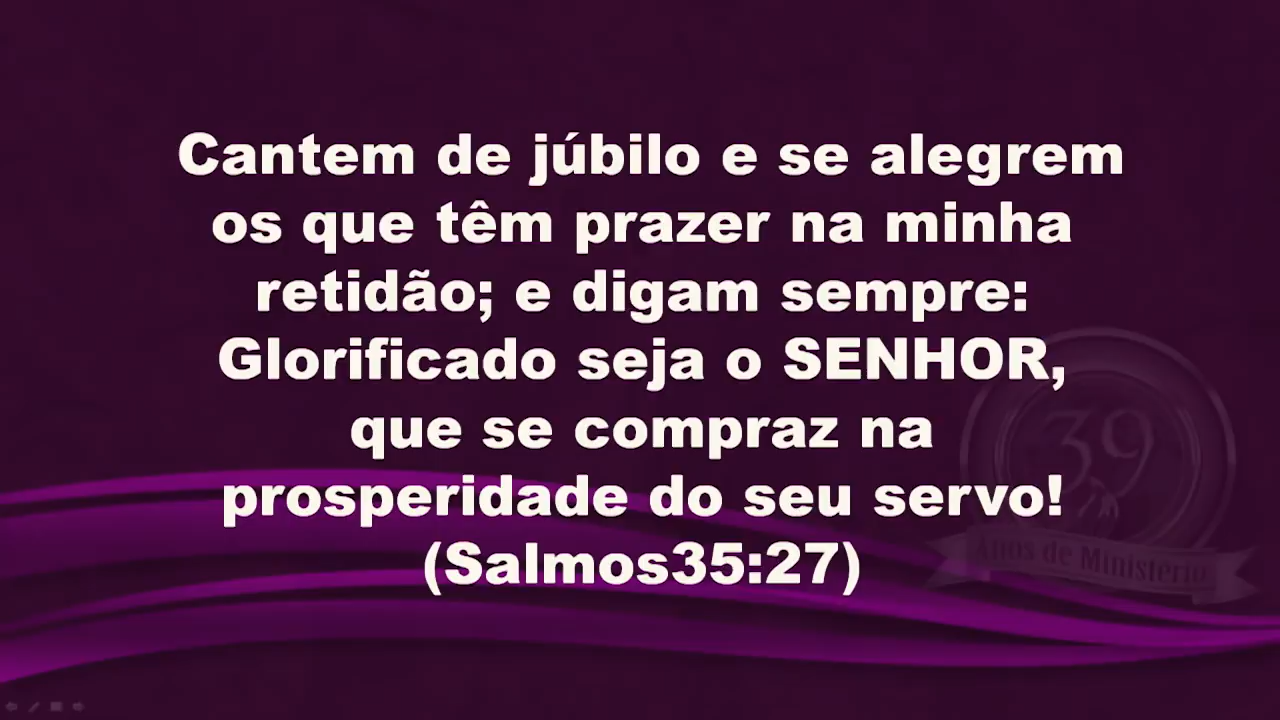 Cantem de júbilo e se alegrem
os que têm prazer na minha
retidão; e digam sempre:
Glorificado seja o SENHOR,
que se compraz na
prosperidade do seu servo!
(Salmos35:27)
39
Anos de Ministério